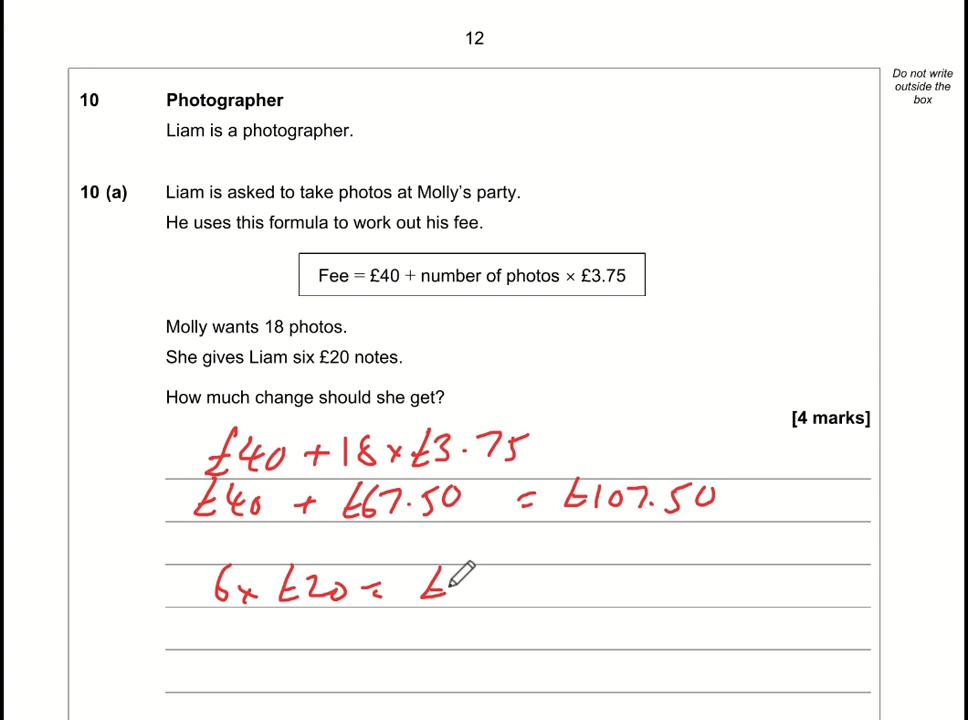 12
Do not write
outside the
box
10 Photographer
Liam is a photographer.
10 (a) Liam is asked to take photos at Molly's party.
He uses this formula to work out his fee.
Fee = £40 + number of photos × £3.75
Molly wants 18 photos.
She gives Liam six £20 notes.
How much change should she get?
[4 marks]
£40 + 18 × £3.75
£40 + £67.50 = £107.50
6 × £20 = £